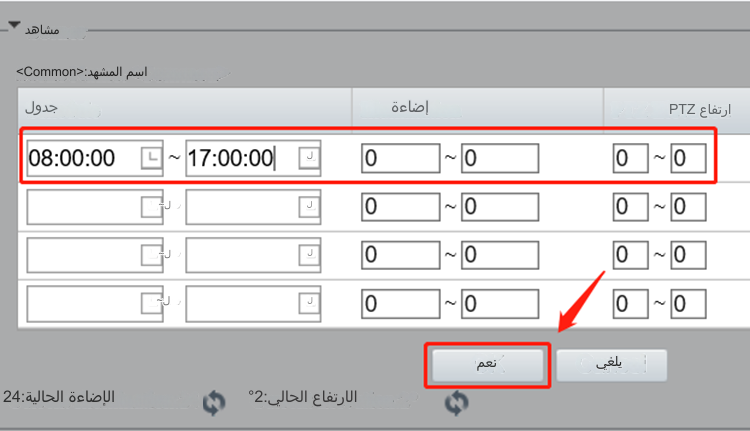 مشاهد
اسم المشهد:<Common>
جدول إضاءة ارتفاع PTZ
08:00:00 ~ 17:00:00 0 ~ 0 0 ~ 0
0 ~ 0 0 ~ 0
0 ~ 0 0 ~ 0
0 ~ 0 0 ~ 0
نعم يلغي
الإضاءة الحالية:24 الارتفاع الحالي:2°